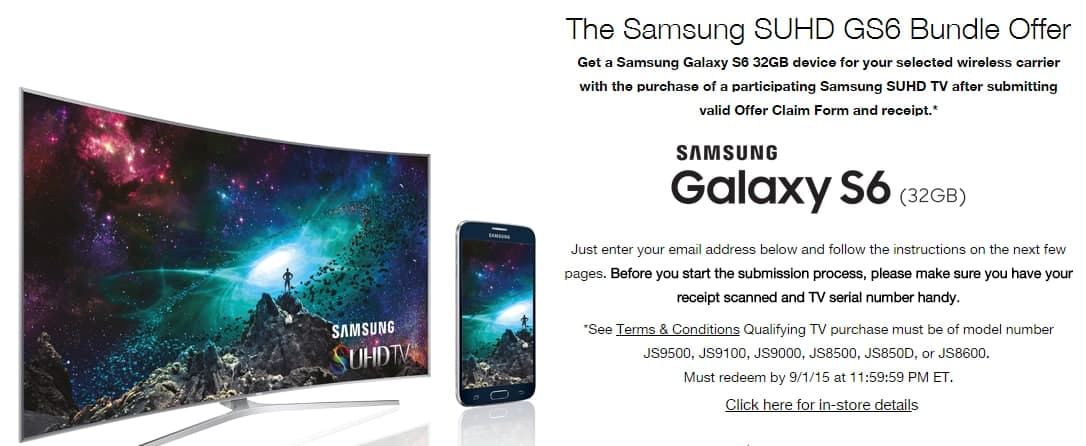 The Samsung SUHD GS6 Bundle Offer
Get a Samsung Galaxy S6 32GB device for your selected wireless carrier
with the purchase of a participating Samsung SUHD TV after submitting
valid Offer Claim Form and receipt.*
SAMSUNG
Galaxy S6 (32GB)
Just enter your email address below and follow the instructions on the next few
pages. Before you start the submission process, please make sure you have your
receipt scanned and TV serial number handy.
*See Terms & Conditions Qualifying TV purchase must be of model number
JS9500, JS9100, JS9000, JS8500, JS850D, or JS8600.
Must redeem by 9/1/15 at 11:59:59 PM ET.
Click here for in-store details
SAMSUNG
SUHDTV
SAMSUNG